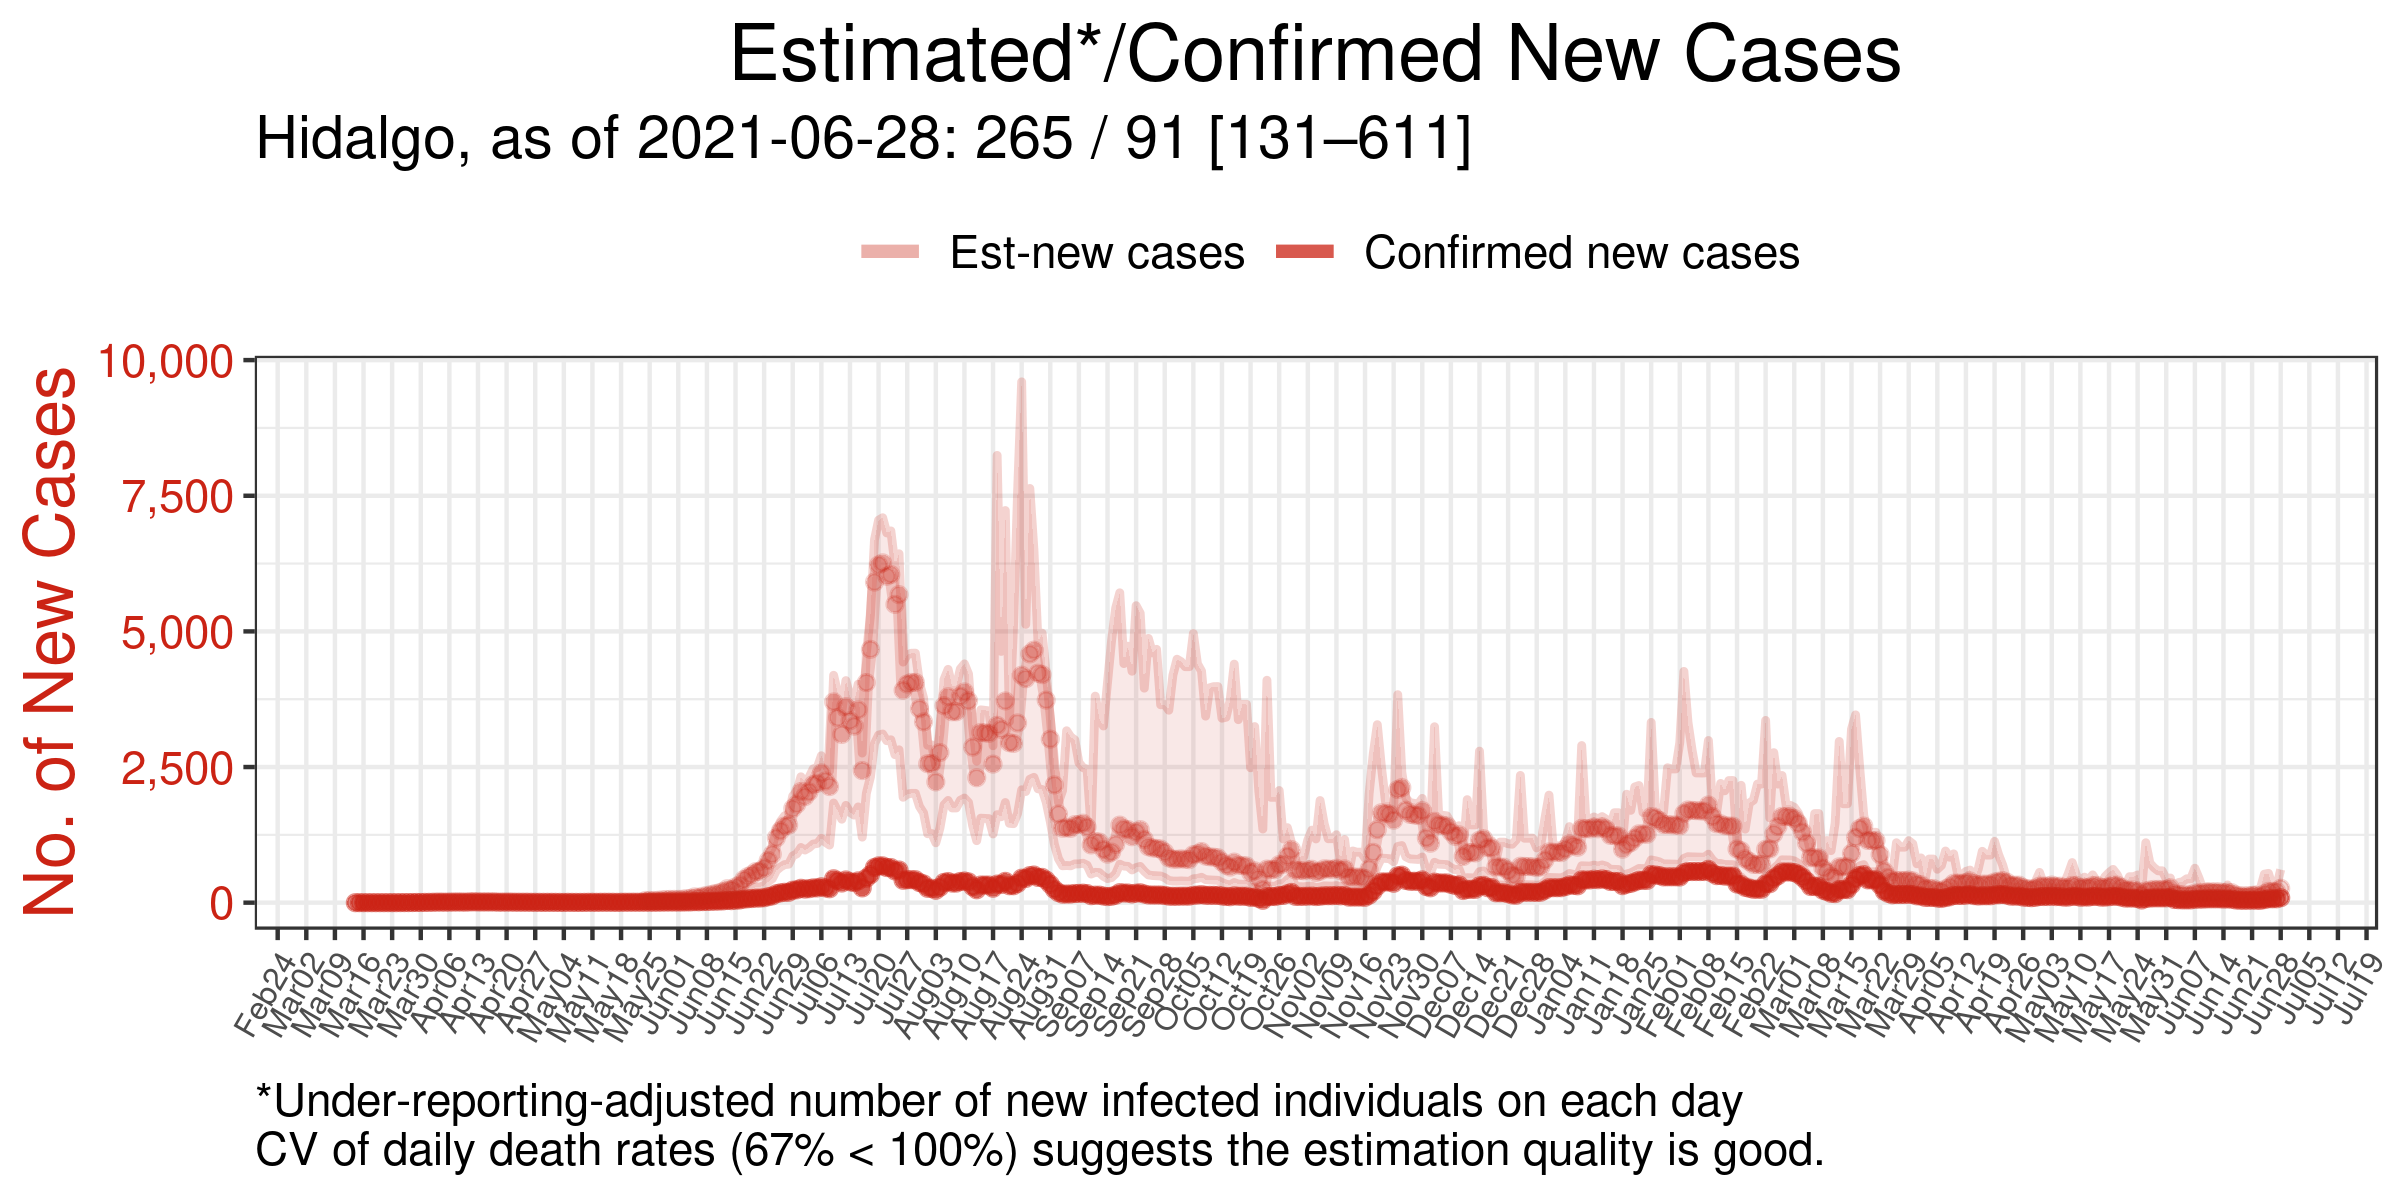 Estimated*/Confirmed New Cases
Hidalgo, as of 2021-06-28: 265 / 91 [131–611]
Est-new cases Confirmed new cases
No. of New Cases
10,000
7,500
5,000
2,500
0
Feb24 Mar02 Mar09 Mar16 Mar23 Mar30 Apr06 Apr13 Apr20 Apr27 May04 May11 May18 May25 Jun01 Jun08 Jun15 Jun22 Jun29 Jul06 Jul13 Jul20 Jul27 Aug03 Aug10 Aug17 Aug24 Aug31 Sep07 Sep14 Sep21 Sep28 Oct05 Oct12 Oct19 Oct26 Nov02 Nov09 Nov16 Nov23 Nov30 Dec07 Dec14 Dec21 Dec28 Jan04 Jan11 Jan18 Jan25 Feb01 Feb08 Feb15 Feb22 Mar01 Mar08 Mar15 Mar22 Mar29 Apr05 Apr12 Apr19 Apr26 May03 May10 May17 May24 May31 Jun07 Jun14 Jun21 Jun28 Jul05 Jul12 Jul19
*Under-reporting-adjusted number of new infected individuals on each day
CV of daily death rates (67% < 100%) suggests the estimation quality is good.